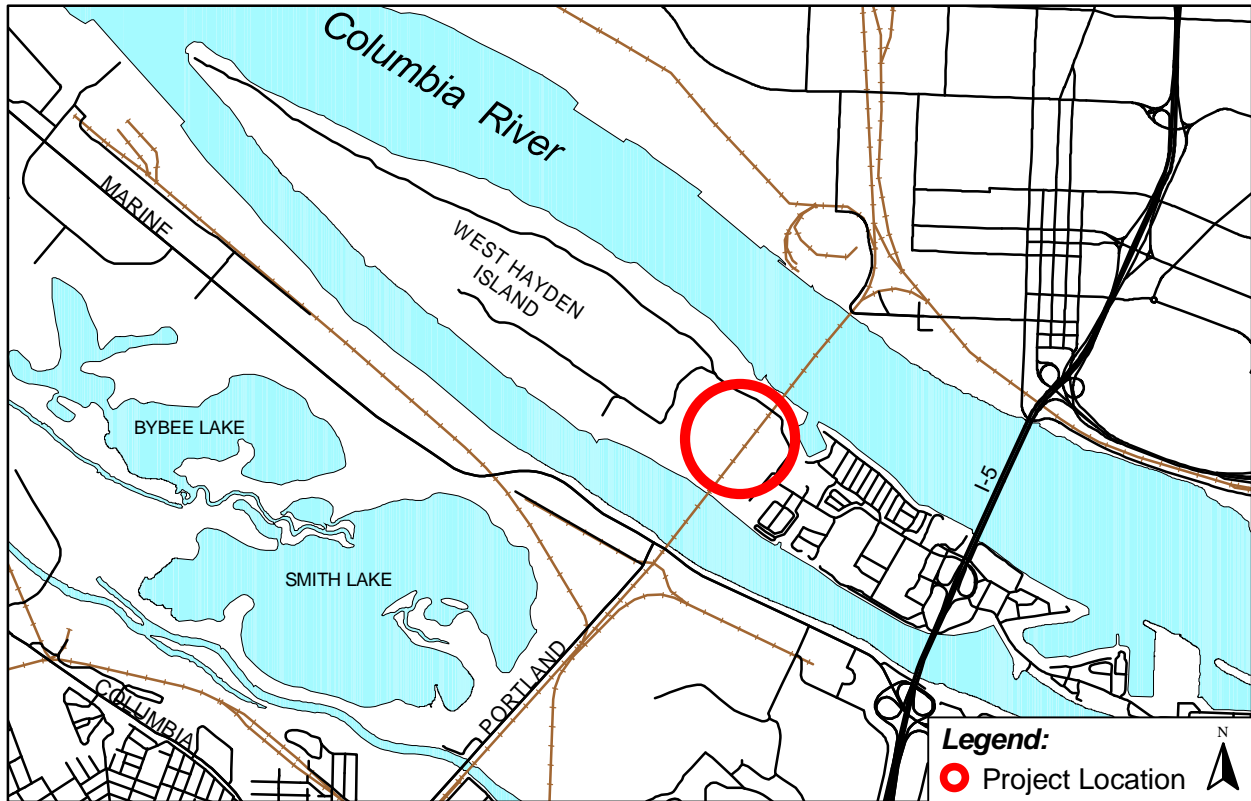 Columbia River
MARINE
WEST HAYDEN
ISLAND
BYBEE LAKE
I-5
SMITH LAKE
PORTLAND
COLUMBIA
Legend:
N
Project Location